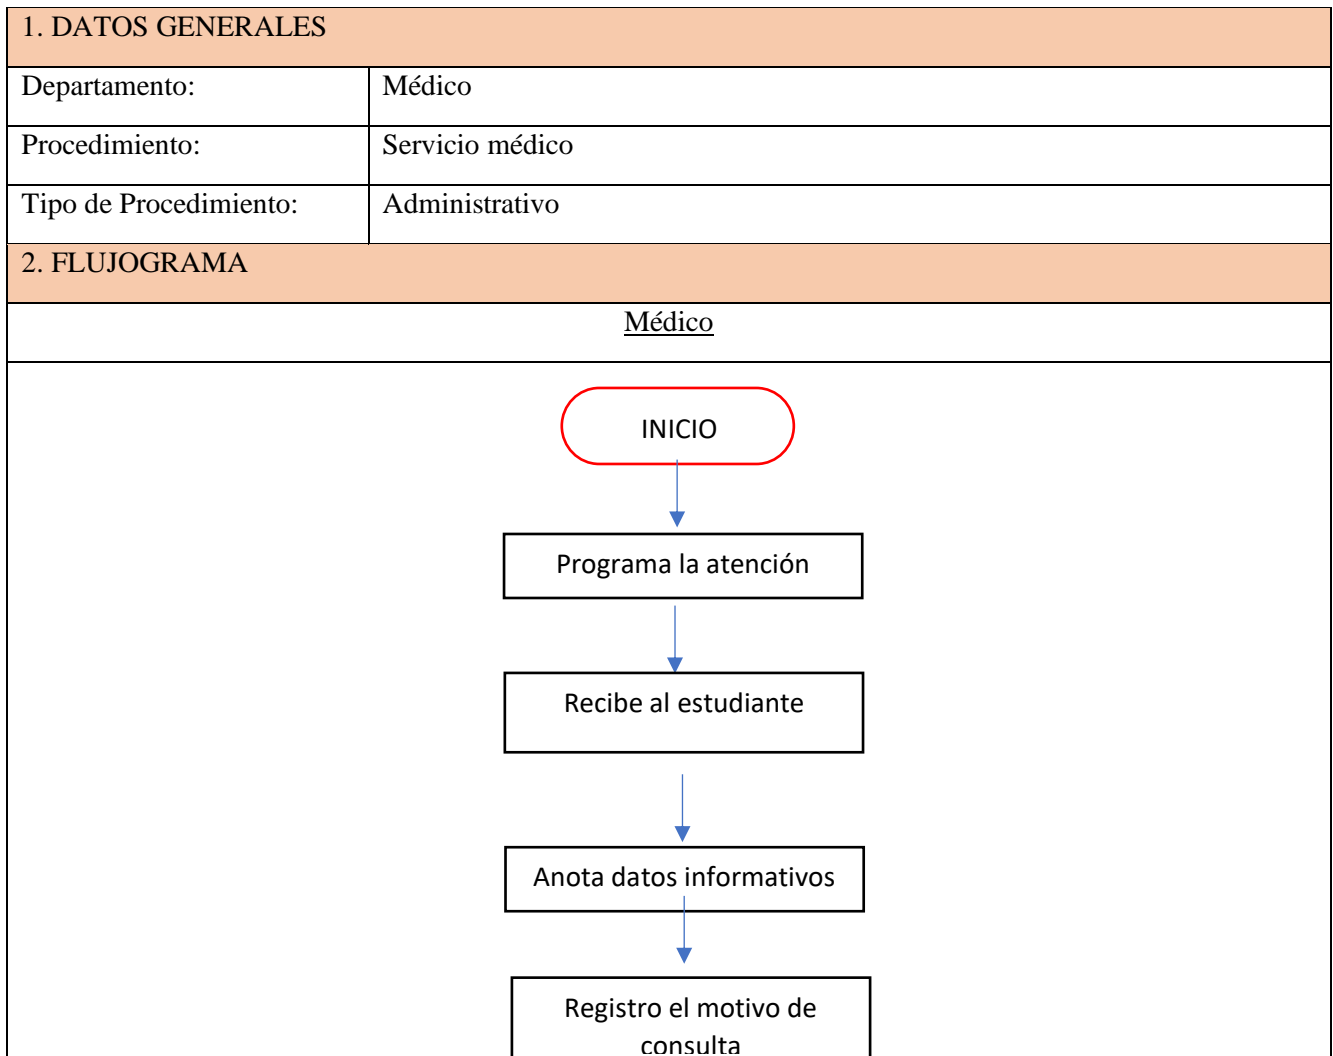 1. DATOS GENERALES
Departamento: Médico
Procedimiento: Servicio médico
Tipo de Procedimiento: Administrativo
2. FLUJOGRAMA
Médico
INICIO
Programa la atención
Recibe al estudiante
Anota datos informativos
Registro el motivo de
consulta